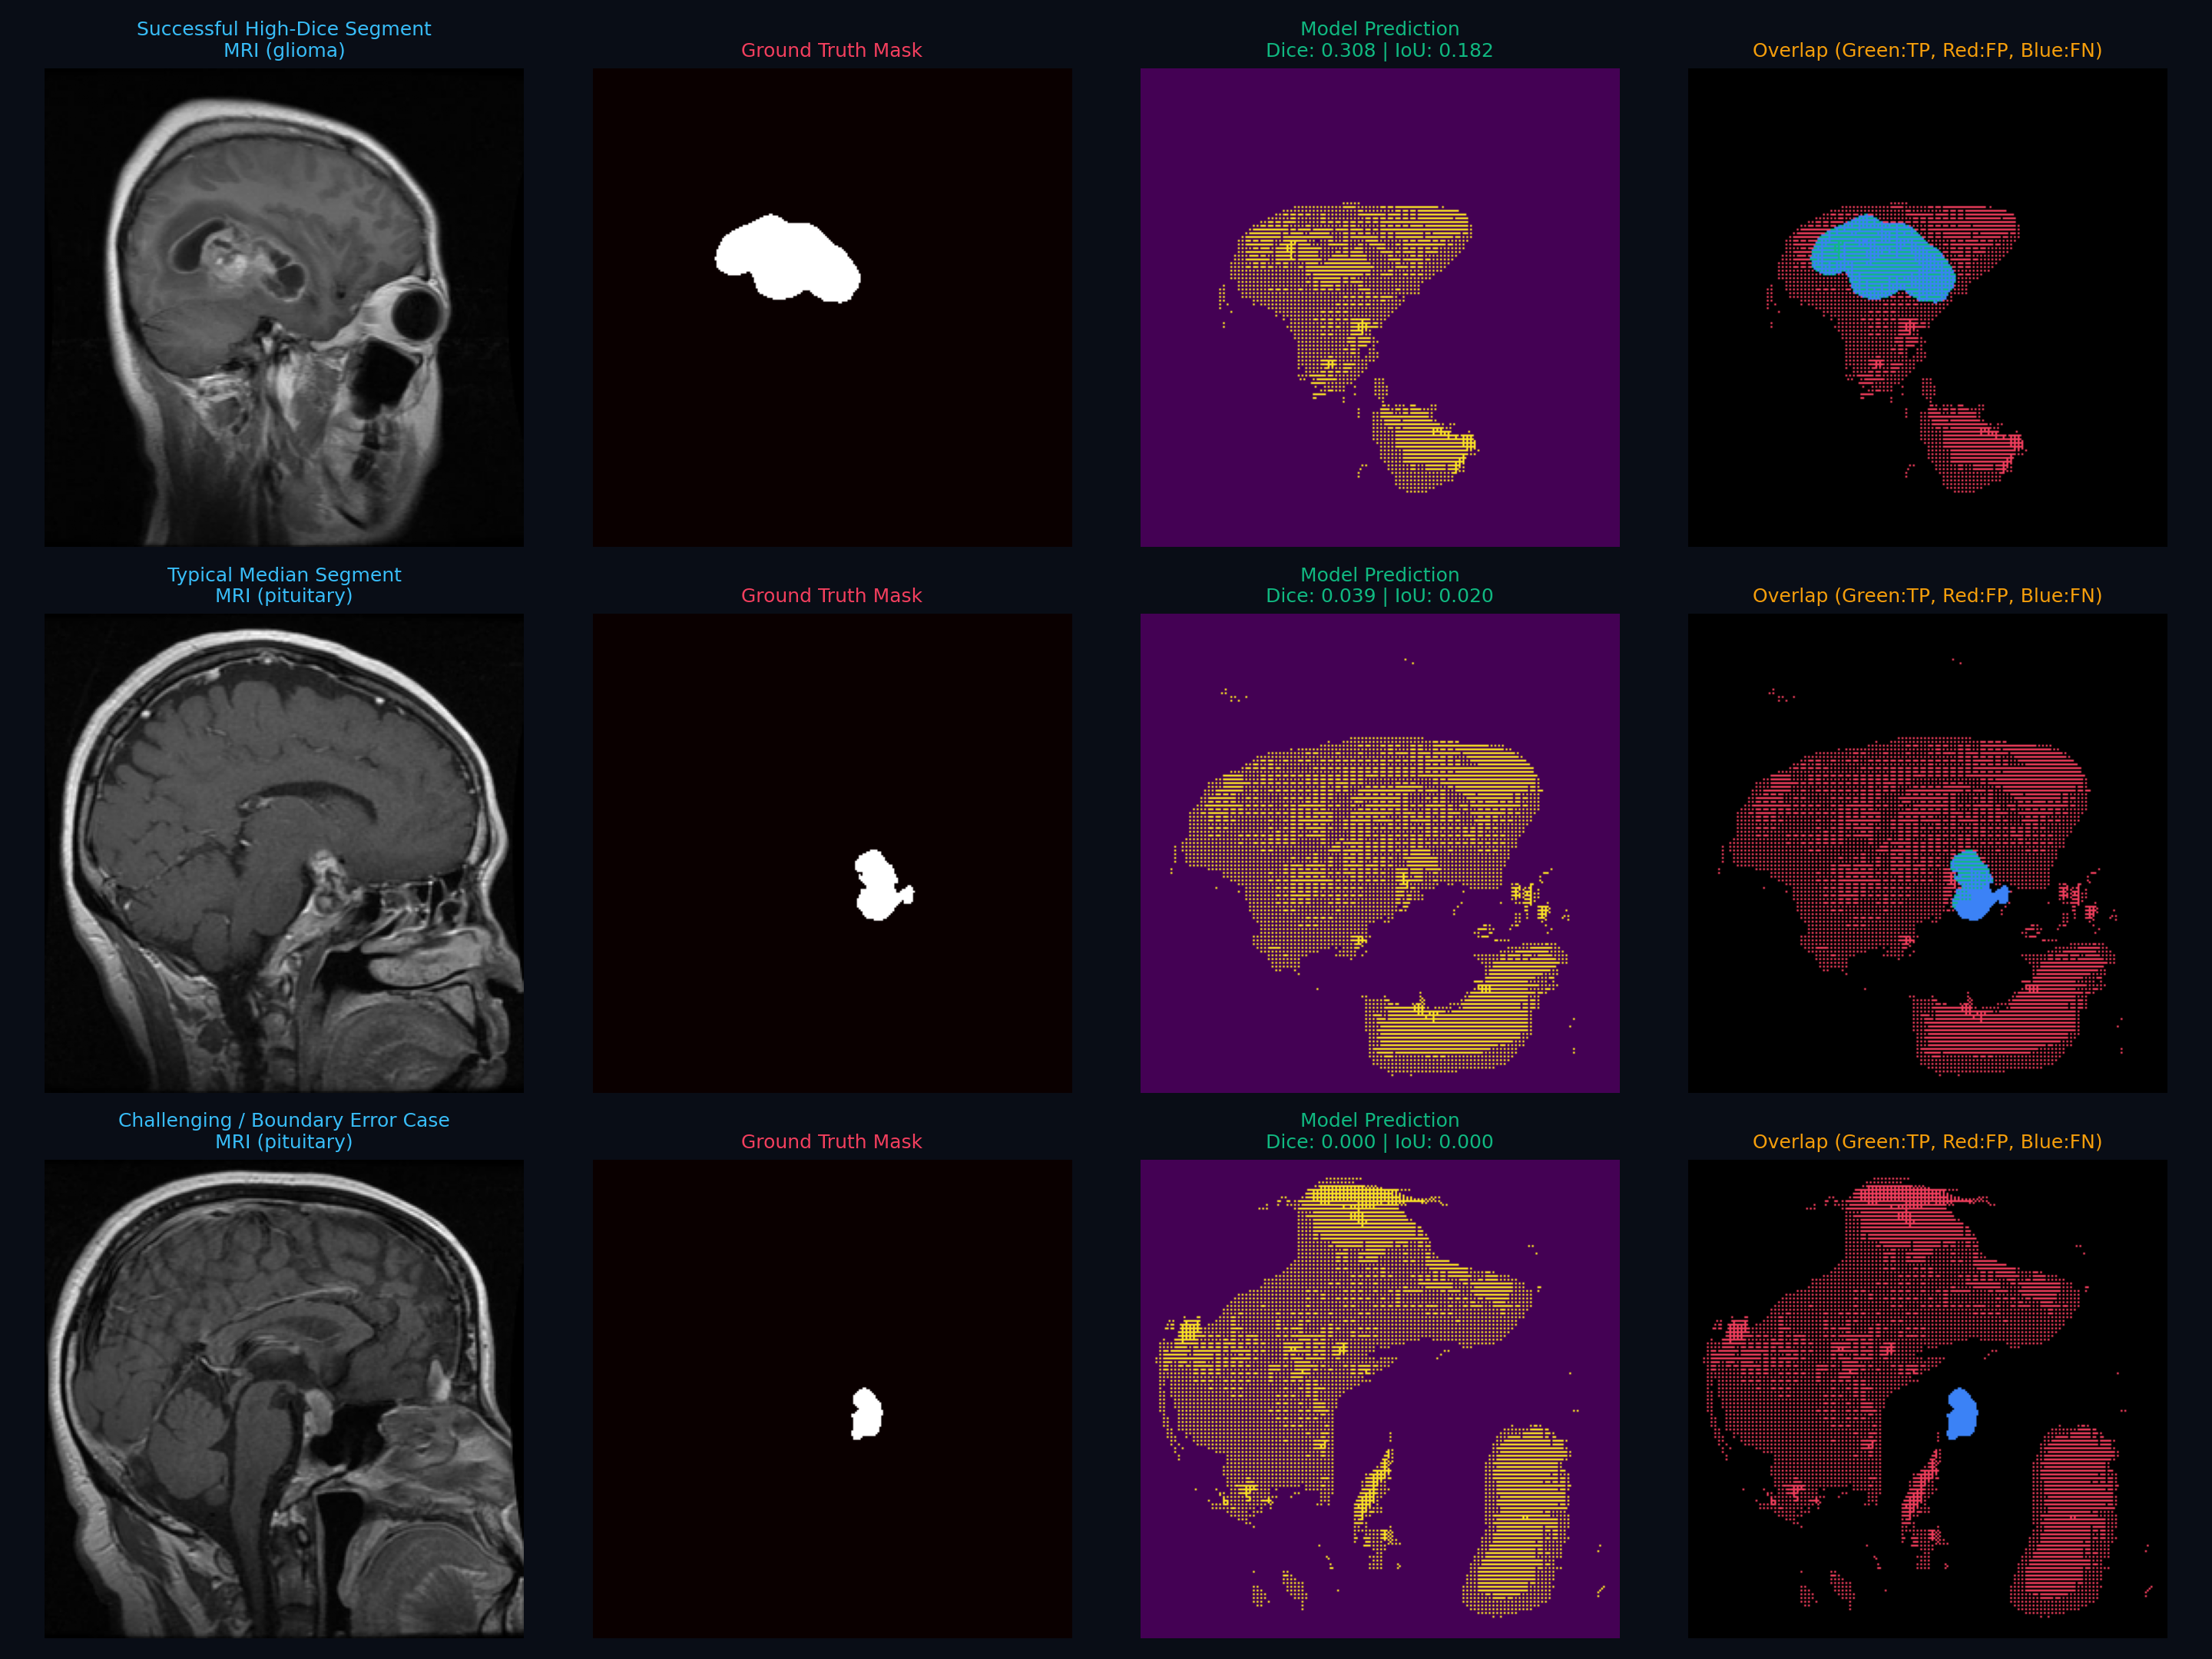 Successful High-Dice Segment
MRI (glioma)
Ground Truth Mask
Model Prediction
Dice: 0.308 | IoU: 0.182
Overlap (Green:TP, Red:FP, Blue:FN)
Typical Median Segment
MRI (pituitary)
Ground Truth Mask
Model Prediction
Dice: 0.039 | IoU: 0.020
Overlap (Green:TP, Red:FP, Blue:FN)
Challenging / Boundary Error Case
MRI (pituitary)
Ground Truth Mask
Model Prediction
Dice: 0.000 | IoU: 0.000
Overlap (Green:TP, Red:FP, Blue:FN)